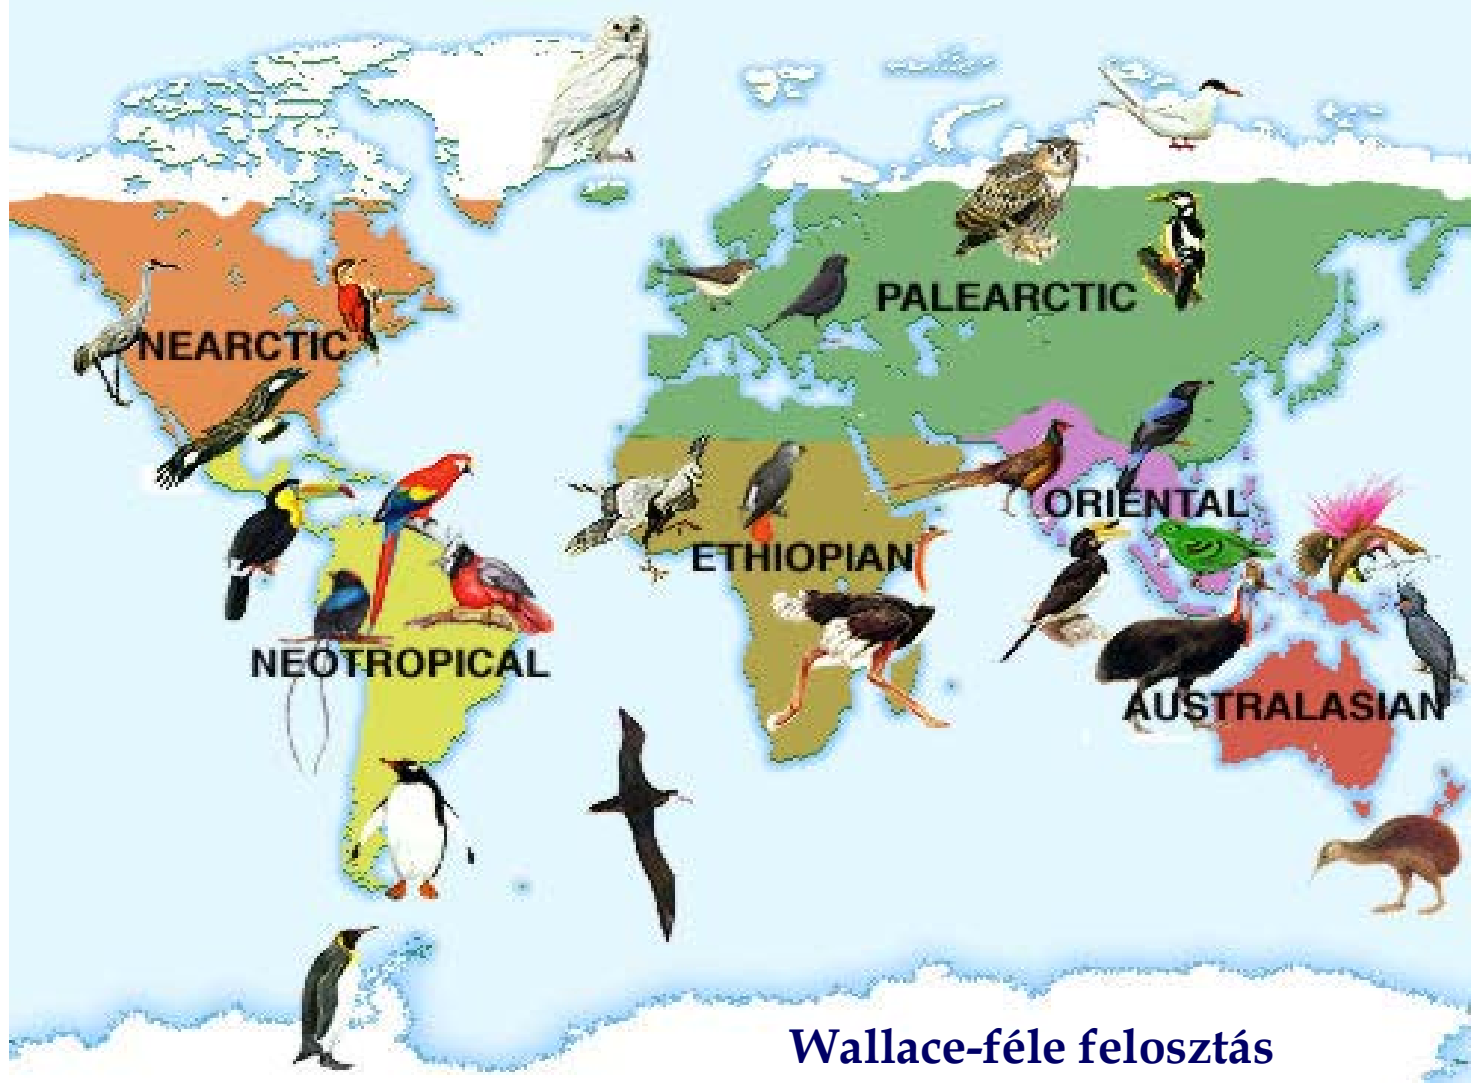 PALEARCTIC
NEARCTIC
ORIENTAL
ETHIOPIAN
NEOTROPICAL
AUSTRALASIAN
Wallace-féle felosztás